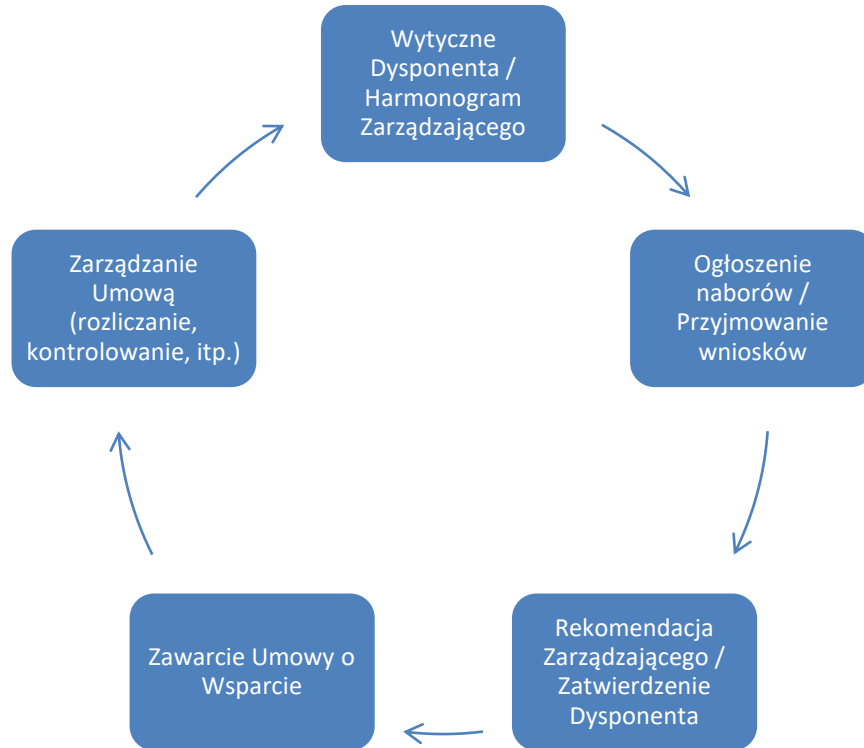 Wytyczne
Dysponenta /
Harmonogram
Zarządzającego
Ogłoszenie
naborów /
Przyjmowanie
wniosków
Rekomendacja
Zarządzającego /
Zatwierdzenie
Dysponenta
Zawarcie Umowy o
Wsparcie
Zarządzanie
Umową
(rozliczanie,
kontrolowanie, itp.)